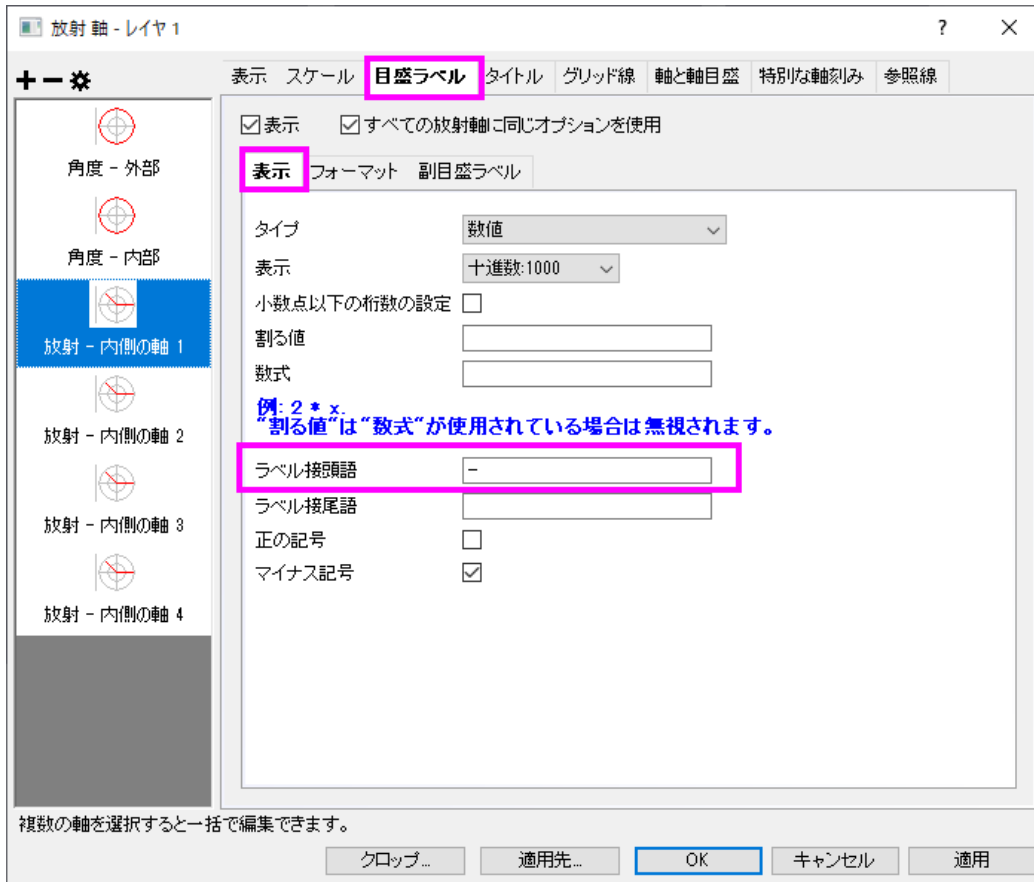 放射 軸 - レイヤ 1
? ×
表示 スケール 目盛ラベル タイトル グリッド線 軸と軸目盛 特別な軸刻み 参照線
角度 - 外部
角度 - 内部
放射 - 内側の軸 1
放射 - 内側の軸 2
放射 - 内側の軸 3
放射 - 内側の軸 4
表示 すべての放射軸に同じオプションを使用
表示 フォーマット 副目盛ラベル
タイプ 数値
表示 十進数:1000
小数点以下の桁数の設定
割る値
数式
例: 2 * x.
"割る値"は"数式"が使用されている場合は無視されます。
ラベル接頭語 -
ラベル接尾語
正の記号
マイナス記号
複数の軸を選択すると一括で編集できます。
クロップ... 適用先... OK キャンセル 適用